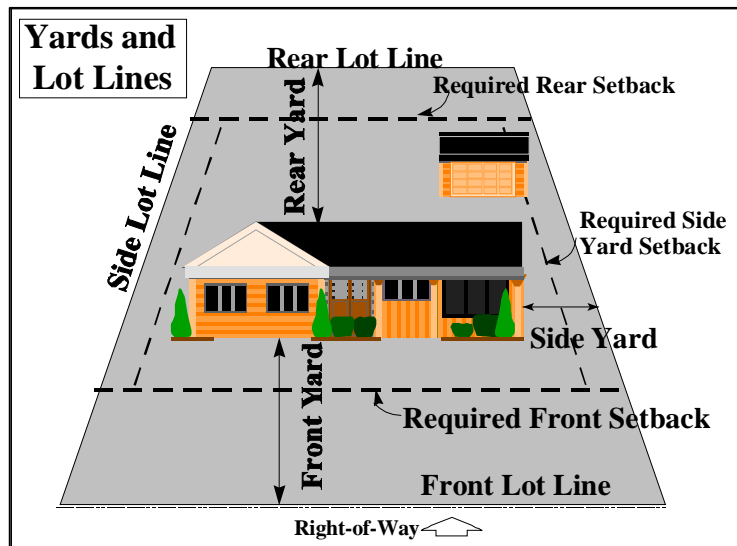 Yards and
Lot Lines
Rear Lot Line
Required Rear Setback
Rear Yard
Side Lot Line
Required Side
Yard Setback
Side Yard
Front Yard
Required Front Setback
Front Lot Line
Right-of-Way